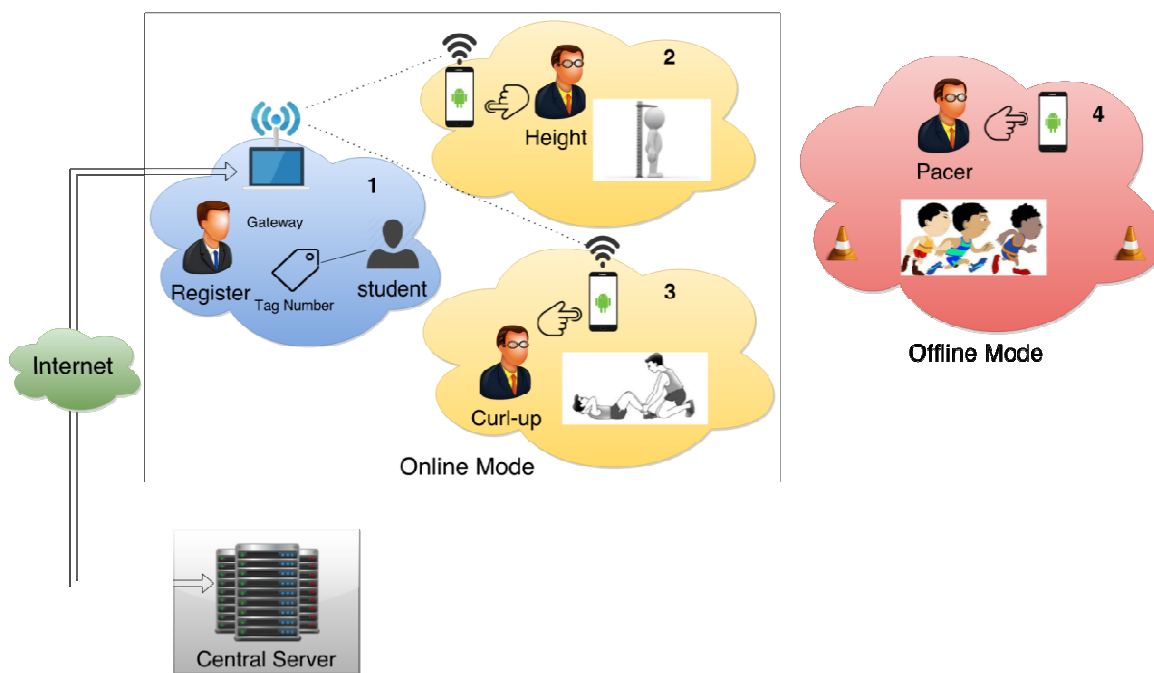 1
Gateway
Register
Tag Number
student
2
Height
3
Curl-up
Online Mode
4
Pacer
Offline Mode
Internet
Central Server